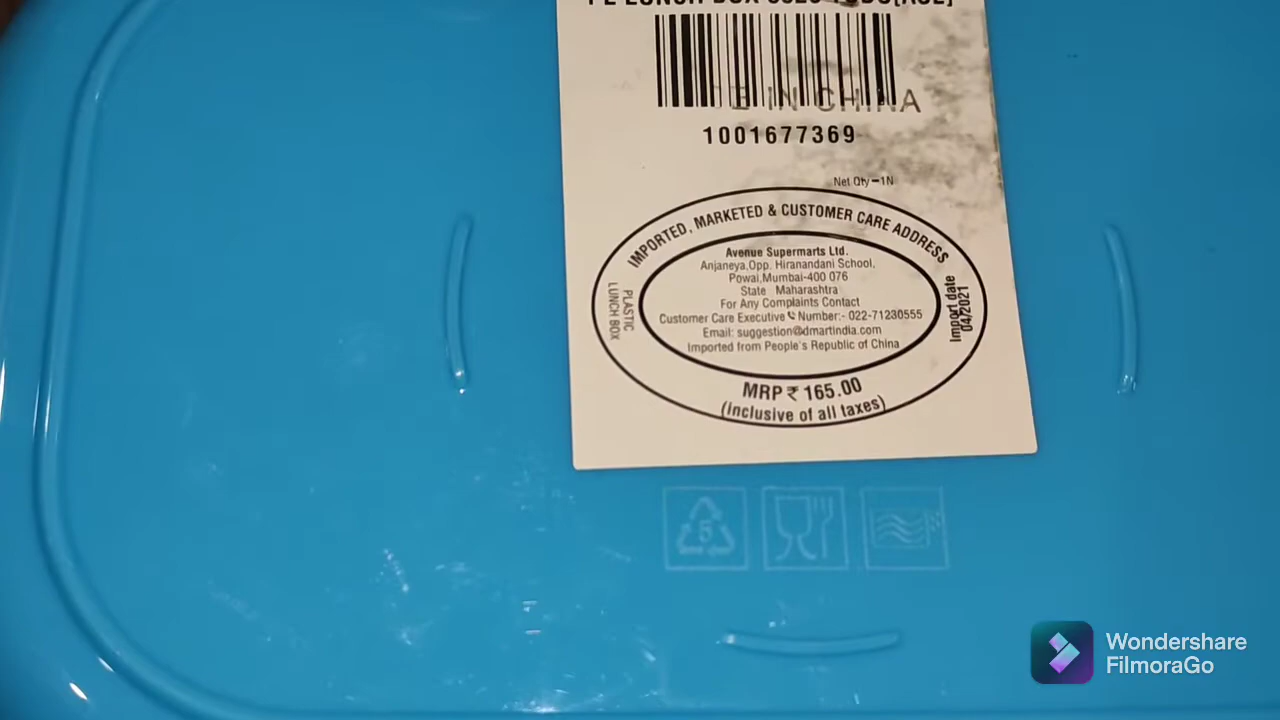 LUNCH BOX
E IN CHINA
1001677369
Net Qty-1N
IMPORTED, MARKETED & CUSTOMER CARE ADDRESS
Avenue Supermarts Ltd.
Anjaneya,Opp. Hiranandani School,
Powai,Mumbai-400 076
State Maharashtra
For Any Complaints Contact
Customer Care Executive Number:- 022-71230555
Email: suggestion@dmartindia.com
Imported from People's Republic of China
PLASTIC
LUNCH BOX
Import date
04/2021
MRP ₹ 165.00
(inclusive of all taxes)
5
Wondershare
FilmoraGo